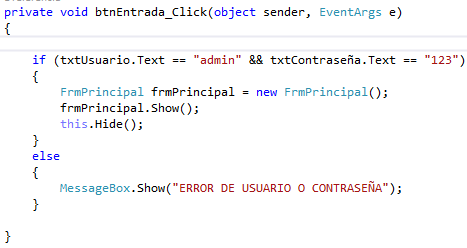 private void btnEntrada_Click(object sender, EventArgs e)
{
if (txtUsuario.Text == "admin" && txtContraseña.Text == "123")
{
FrmPrincipal frmPrincipal = new FrmPrincipal();
frmPrincipal.Show();
this.Hide();
}
else
{
MessageBox.Show("ERROR DE USUARIO O CONTRASEÑA");
}
}